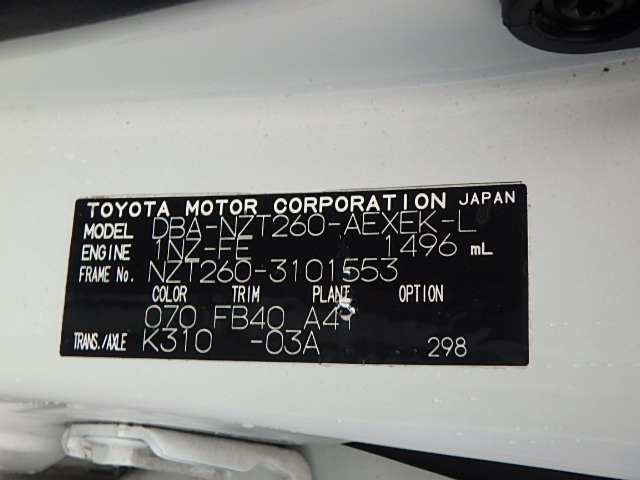 TOYOTA MOTOR CORPORATION JAPAN
MODEL DBA-NZT260-AEXEK-L
ENGINE 1NZ-FE 1496 mL
FRAME No. NZT260-3101553
COLOR TRIM PLANT OPTION
070 FB40 A41
TRANS./AXLE K310 -03A 298